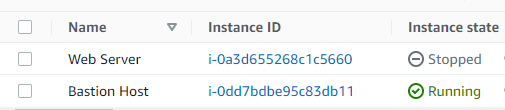 Name Instance ID Instance state
Web Server i-0a3d655268c1c5660 Stopped
Bastion Host i-0dd7bdbe95c83db11 Running